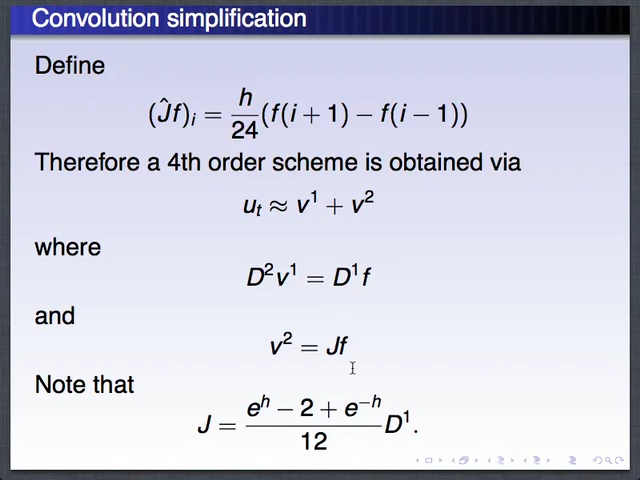 Convolution simplification
Define
(Ĵf)ᵢ = h/24 (f(i + 1) − f(i − 1))
Therefore a 4th order scheme is obtained via
uₜ ≈ v¹ + v²
where
D²v¹ = D¹f
and
v² = Jf
Note that
J = (eʰ − 2 + e⁻ʰ)/12 D¹.